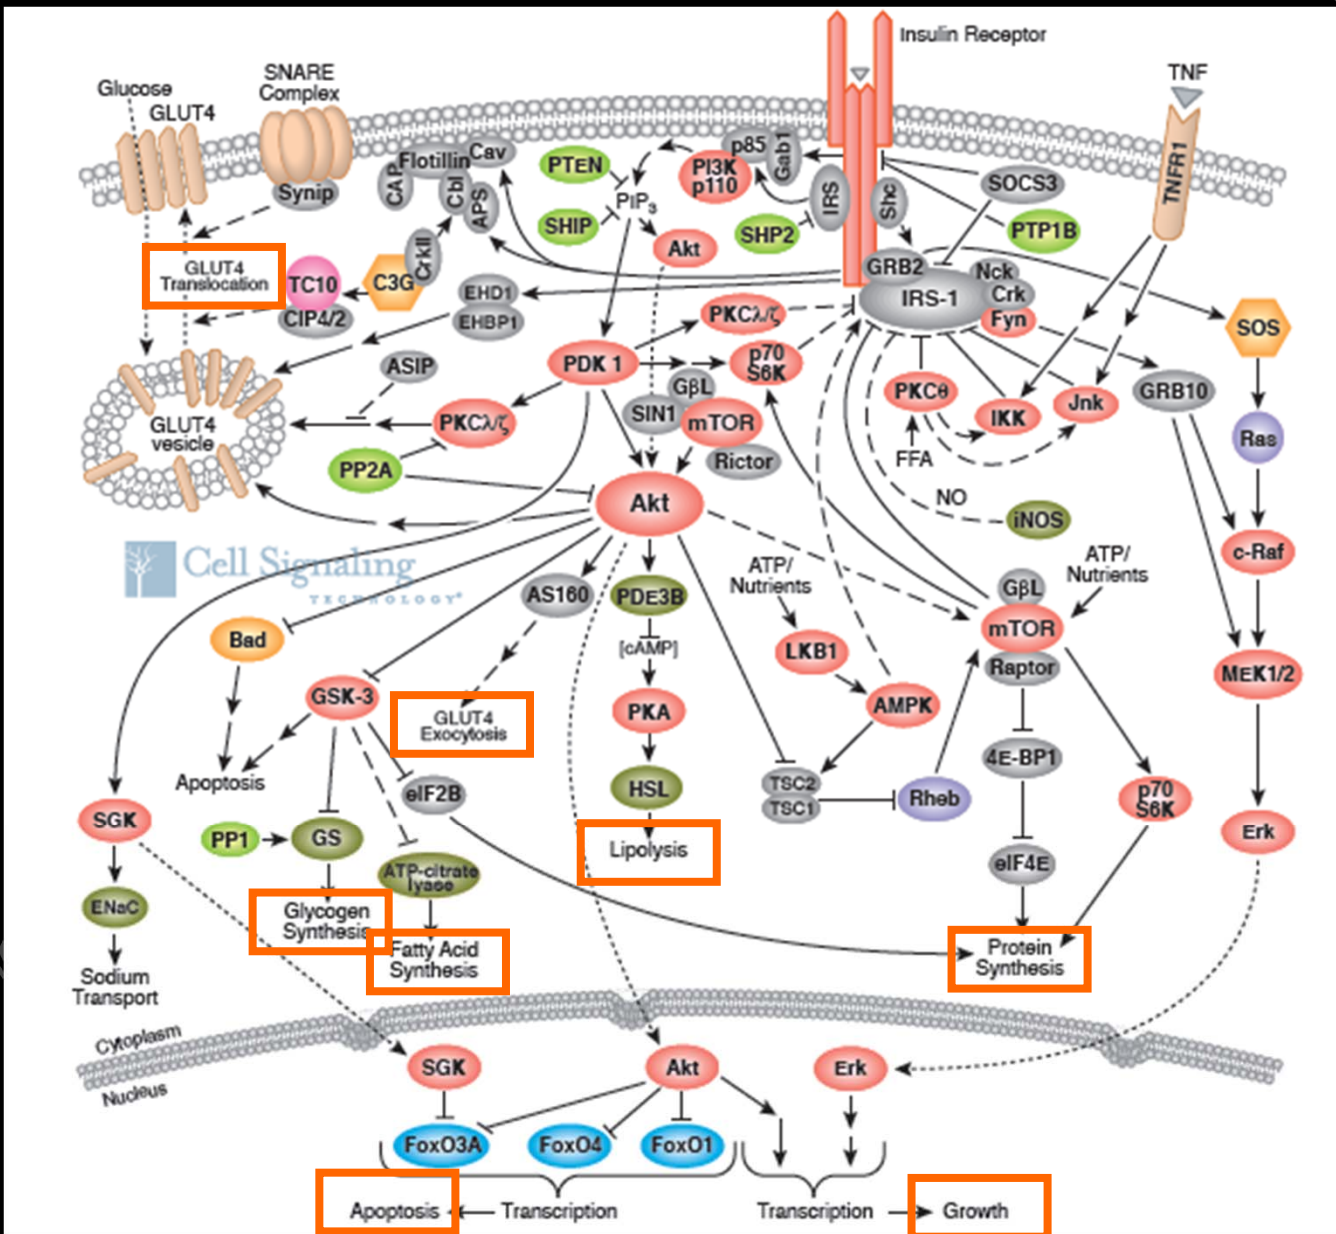 Insulin Receptor
TNF
Glucose
SNARE
Complex
GLUT4
TNFR1
Flotillin
Cav
CAP
Cbl
APS
CrkII
Synip
PTEN
SHIP
PIP3
Akt
PI3K
p110
p85
Gab1
SHP2
IRS
Shc
SOCS3
PTP1B
GRB2
IRS-1
Nck
Crk
Fyn
GLUT4
Translocation
TC10
CIP4/2
C3G
EHD1
EHBP1
PKCλ/ζ
SOS
ASIP
PDK 1
p70
S6K
GβL
SIN1
mTOR
Rictor
PKCθ
IKK
Jnk
FFA
GRB10
Ras
GLUT4
vesicle
PKCλ/ζ
PP2A
Akt
NO
iNOS
c-Raf
Cell Signaling
TECHNOLOGY®
AS160
PDE3B
[cAMP]
ATP/
Nutrients
LKB1
AMPK
GβL
mTOR
Raptor
ATP/
Nutrients
Bad
GSK-3
GLUT4
Exocytosis
PKA
MEK1/2
Apoptosis
eIF2B
HSL
TSC2
TSC1
Rheb
4E-BP1
p70
S6K
SGK
PP1
GS
ATP-citrate
lyase
Lipolysis
eIF4E
Erk
ENaC
Glycogen
Synthesis
Fatty Acid
Synthesis
Protein
Synthesis
Sodium
Transport
Cytoplasm
Nucleus
SGK
Akt
Erk
FoxO3A
FoxO4
FoxO1
Apoptosis
Transcription
Transcription
Growth